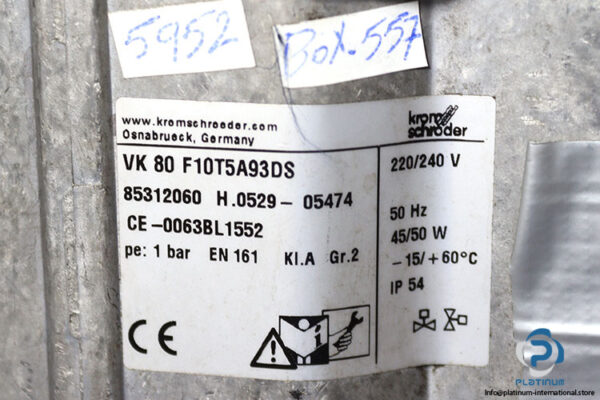 5952
Box.557
www.kromschroeder.com
Osnabrueck, Germany
krom
schroder
VK 80 F10T5A93DS
85312060 H.0529- 05474
CE-0063BL1552
pe: 1 bar EN 161 Kl.A Gr.2
220/240 V
50 Hz
45/50 W
-15/+60°C
IP 54
CE
i
PLATINUM
Info@platinum-international.store